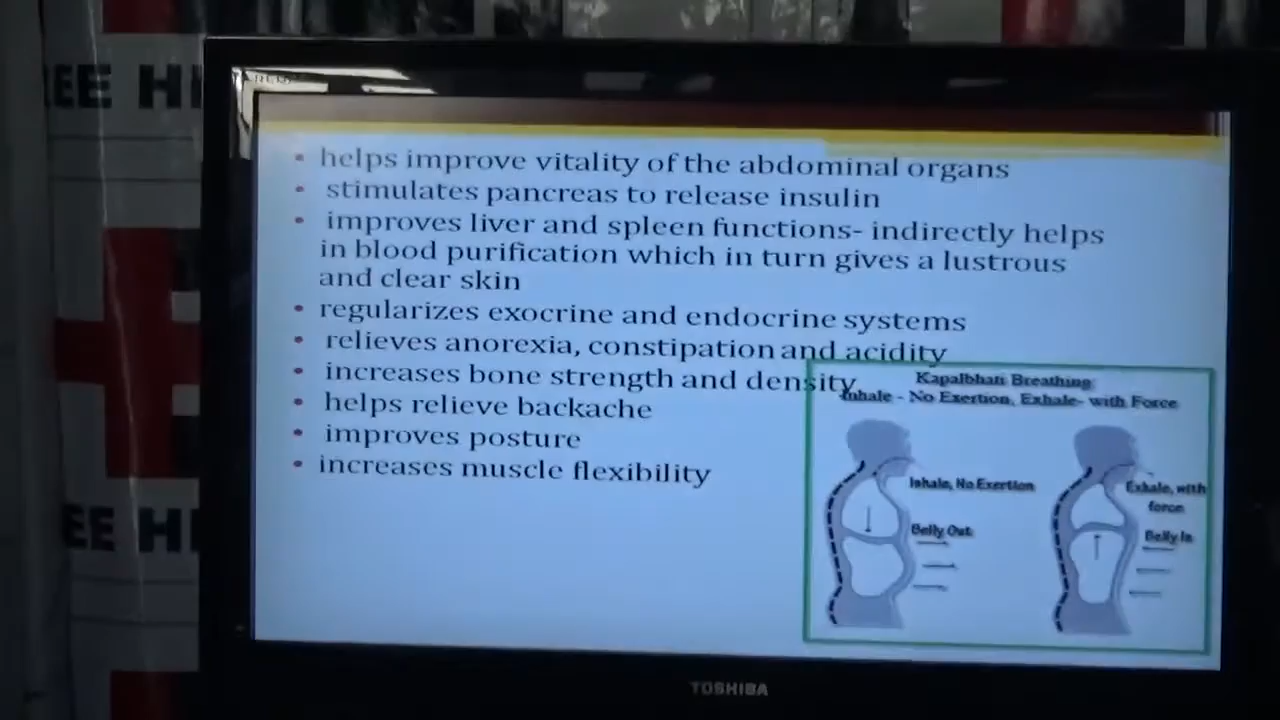 EE H
• helps improve vitality of the abdominal organs
• stimulates pancreas to release insulin
• improves liver and spleen functions- indirectly helps
in blood purification which in turn gives a lustrous
and clear skin
• regularizes exocrine and endocrine systems
• relieves anorexia, constipation and acidity
• increases bone strength and density
• helps relieve backache
• improves posture
• increases muscle flexibility
Kapalbhati Breathing
Inhale - No Exertion, Exhale- with Force
Inhale, No Exertion
Belly Out
Exhale, with
force
Belly In
EE H
TOSHIBA